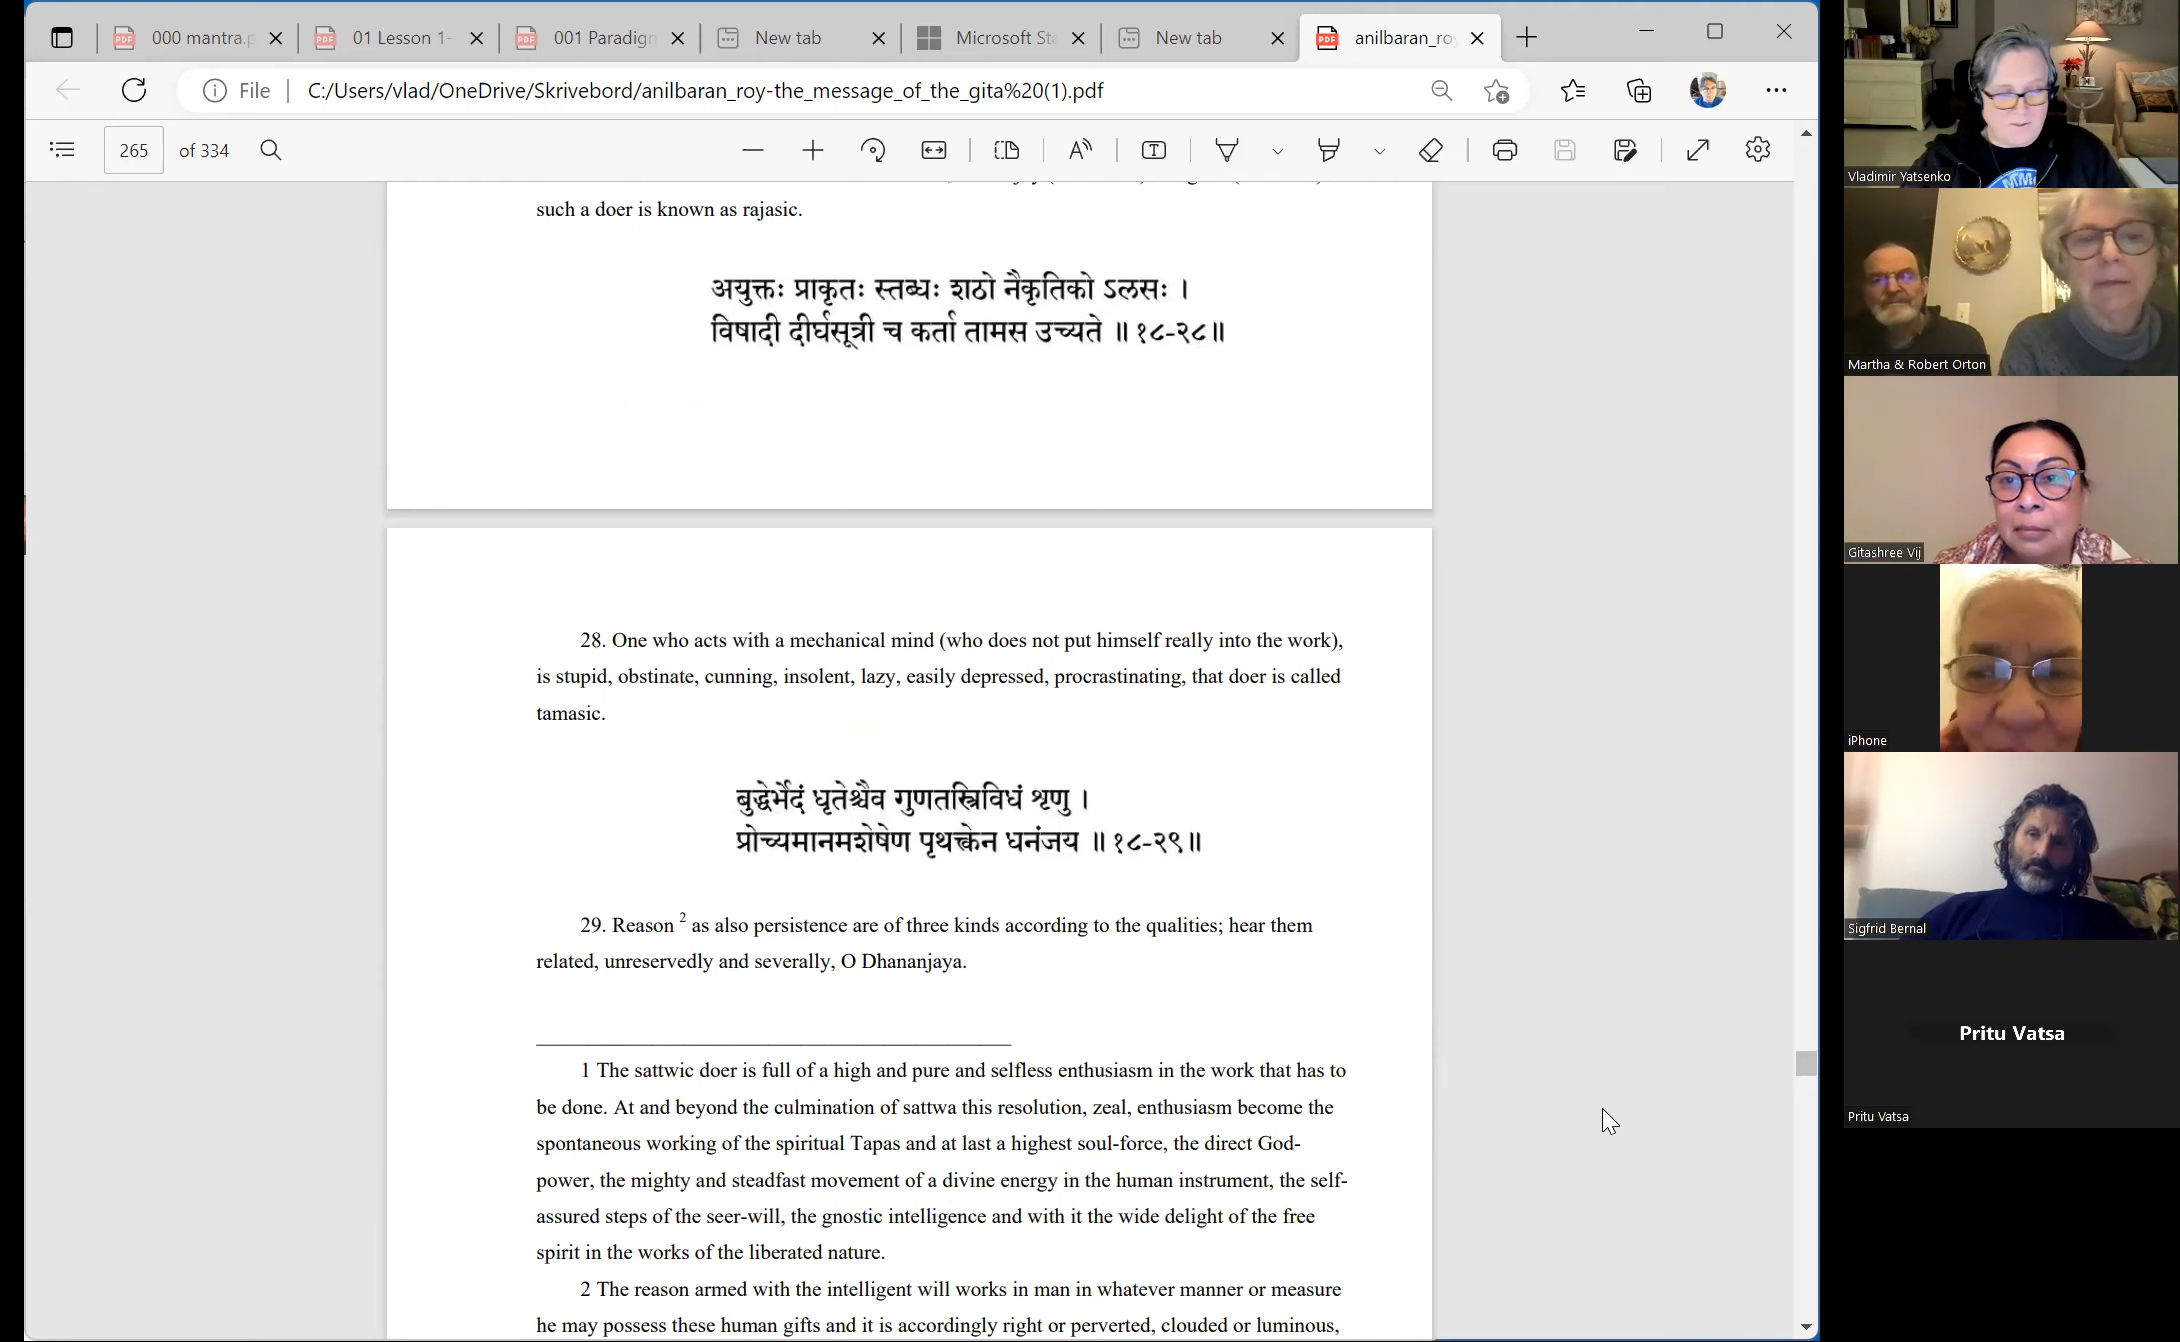 000 mantra.p
01 Lesson 1-
001 Paradign
New tab
Microsoft Sta
New tab
anilbaran_roy
File
C:/Users/vlad/OneDrive/Skrivebord/anilbaran_roy-the_message_of_the_gita%20(1).pdf
265 of 334
such a doer is known as rajasic.
अयुक्तः प्राकृतः स्तब्धः शठो नैकृतिको ऽलसः ।
विषादी दीर्घसूत्री च कर्ता तामस उच्यते ॥१८-२८॥
28. One who acts with a mechanical mind (who does not put himself really into the work),
is stupid, obstinate, cunning, insolent, lazy, easily depressed, procrastinating, that doer is called
tamasic.
बुद्धेर्भेदं धृतेश्चैव गुणतस्त्रिविधं शृणु ।
प्रोच्यमानमशेषेण पृथक्त्वेन धनंजय ॥१८-२९॥
29. Reason 2 as also persistence are of three kinds according to the qualities; hear them
related, unreservedly and severally, O Dhananjaya.
1 The sattwic doer is full of a high and pure and selfless enthusiasm in the work that has to
be done. At and beyond the culmination of sattwa this resolution, zeal, enthusiasm become the
spontaneous working of the spiritual Tapas and at last a highest soul-force, the direct God-
power, the mighty and steadfast movement of a divine energy in the human instrument, the self-
assured steps of the seer-will, the gnostic intelligence and with it the wide delight of the free
spirit in the works of the liberated nature.
2 The reason armed with the intelligent will works in man in whatever manner or measure
he may possess these human gifts and it is accordingly right or perverted, clouded or luminous,
Vladimir Yatsenko
Martha & Robert Orton
Gitashree Vij
iPhone
Sigfrid Bernal
Pritu Vatsa
Pritu Vatsa